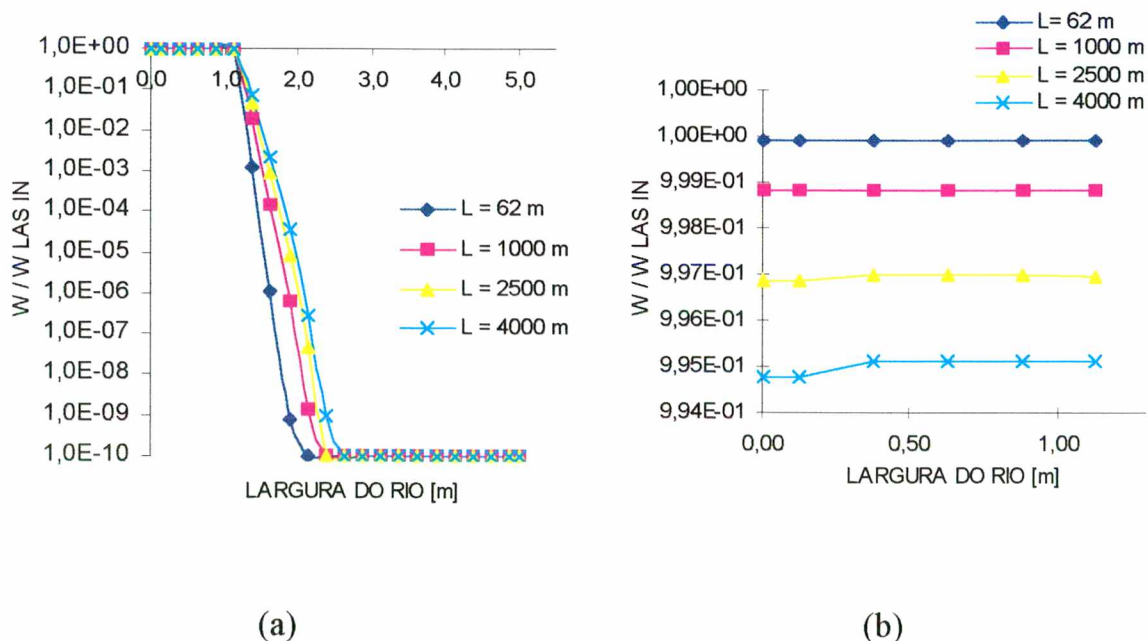 1,0E+00
1,0E-01
1,0E-02
1,0E-03
1,0E-04
1,0E-05
1,0E-06
1,0E-07
1,0E-08
1,0E-09
1,0E-10
0,0 1,0 2,0 3,0 4,0 5,0
W / W LAS IN
LARGURA DO RIO [m]
L = 62 m
L = 1000 m
L = 2500 m
L = 4000 m
(a)
L= 62 m
L = 1000 m
L = 2500 m
L = 4000 m
1,00E+00
1,00E+00
9,99E-01
9,98E-01
9,97E-01
9,96E-01
9,95E-01
9,94E-01
0,00 0,50 1,00
W / W LAS IN
LARGURA DO RIO [m]
(b)